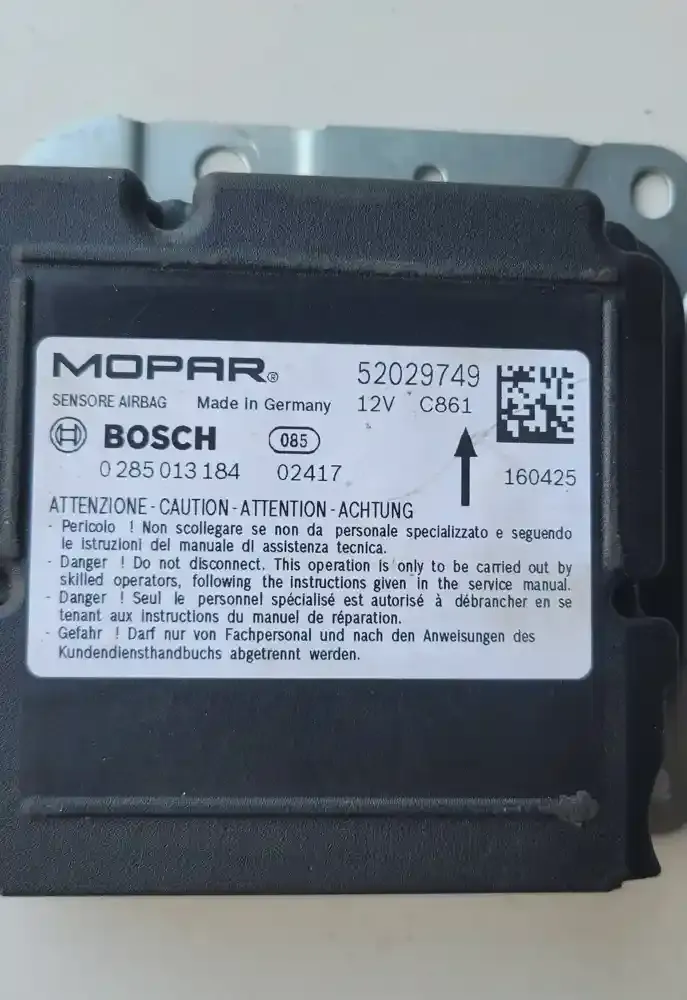 MOPAR® 52029749
SENSORE AIRBAG Made in Germany 12V C861
BOSCH 085
0 285 013 184 02417 160425
ATTENZIONE - CAUTION - ATTENTION - ACHTUNG
- Pericolo ! Non scollegare se non da personale specializzato e seguendo
le istruzioni del manuale di assistenza tecnica.
- Danger ! Do not disconnect. This operation is only to be carried out by
skilled operators, following the instructions given in the service manual.
- Danger ! Seul le personnel spécialisé est autorisé à débrancher en se
tenant aux instructions du manuel de réparation.
- Gefahr ! Darf nur von Fachpersonal und nach den Anweisungen des
Kundendiensthandbuchs abgetrennt werden.